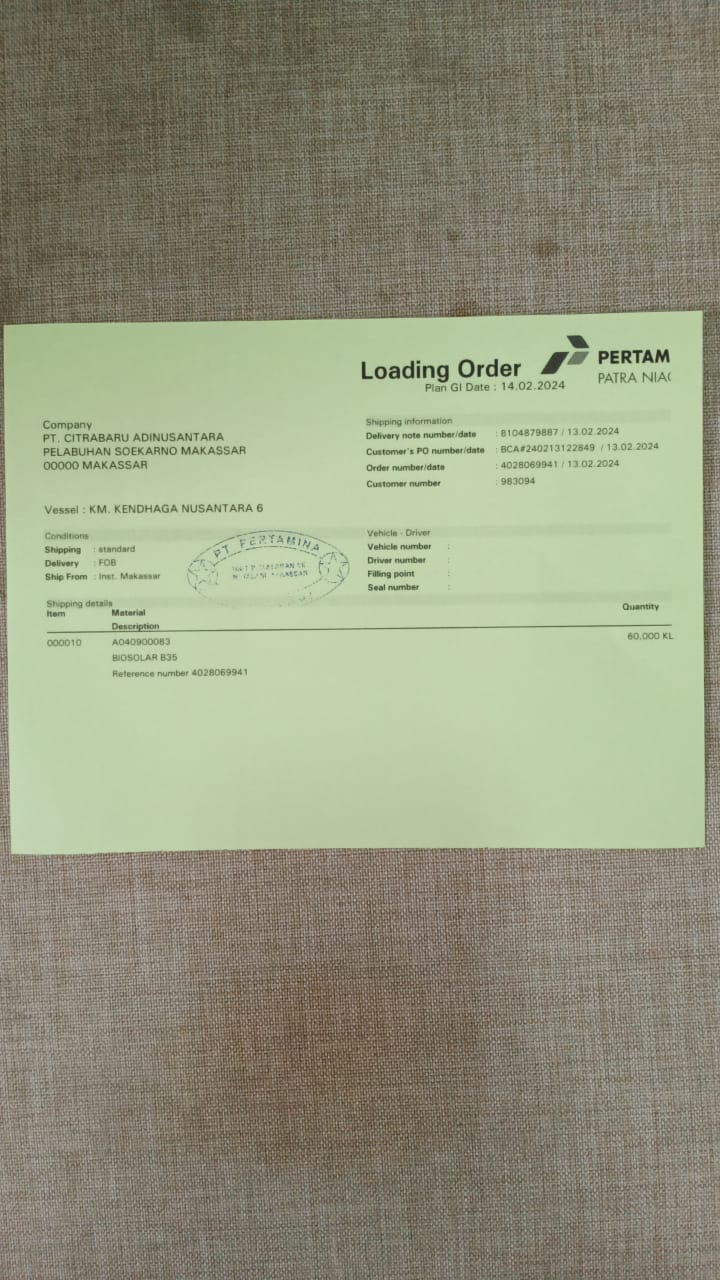 Loading Order
PERTAM
PATRA NIA
Plan GI Date : 14.02.2024
Company
PT. CITRABARU ADINUSANTARA
PELABUHAN SOEKARNO MAKASSAR
00000 MAKASSAR
Shipping information
Delivery note number/date : 8104879887 / 13.02.2024
Customer's PO number/date : BCA#240213122849 / 13.02.2024
Order number/date : 4028069941 / 13.02.2024
Customer number : 983094
Vessel : KM. KENDHAGA NUSANTARA 6
Conditions
Shipping : standard
Delivery : FOB
Ship From : Inst. Makassar
PT. PERTAMINA
Vehicle - Driver
Vehicle number :
Driver number :
Filling point :
Seal number :
Shipping details
Item Material Quantity
Description
000010 A040900083 60,000 KL
BIOSOLAR B35
Reference number 4028069941